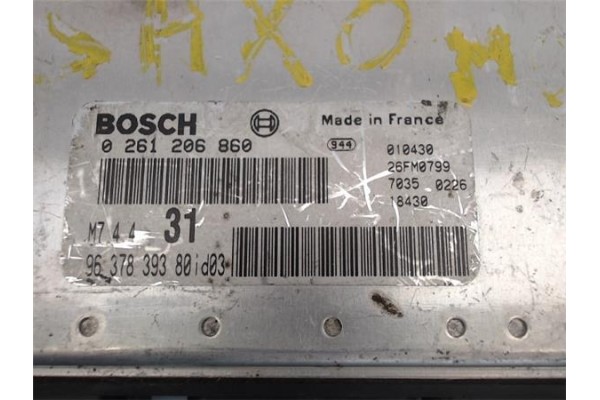 SAXO M
BOSCH
Made in France
0 261 206 860
944
010430
26FM0799
7035 0226
18430
M7 4 4 31
96 378 393 80 id03